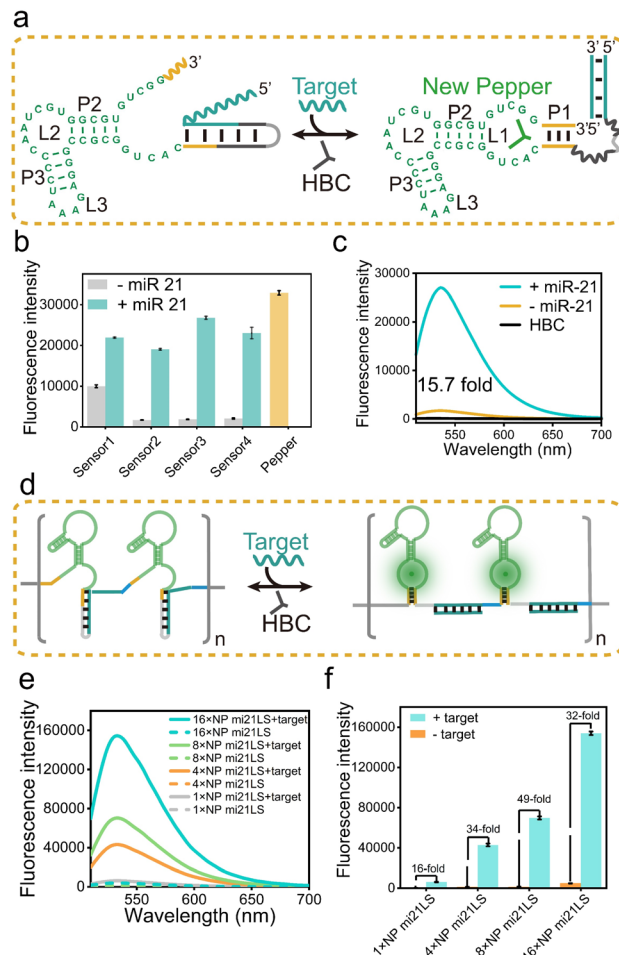 a
3'
5'
P2
L2
P3
L3
Target
HBC
New Pepper
P2
L2
L1
P1
P3
L3
3'5'
3' 5'
b
Fluorescence intensity
30000
20000
10000
0
- miR 21
+ miR 21
Sensor1
Sensor2
Sensor3
Sensor4
Pepper
c
Fluorescence intensity
30000
20000
10000
0
+ miR-21
- miR-21
HBC
15.7 fold
550
600
650
700
Wavelength (nm)
d
Target
HBC
n
n
e
Fluorescence intensity
160000
120000
80000
40000
0
16×NP mi21LS+target
16×NP mi21LS
8×NP mi21LS+target
8×NP mi21LS
4×NP mi21LS+target
4×NP mi21LS
1×NP mi21LS+target
1×NP mi21LS
550
600
650
700
Wavelength (nm)
f
Fluorescence intensity
160000
120000
80000
40000
0
+ target
- target
16-fold
34-fold
49-fold
32-fold
1×NP mi21LS
4×NP mi21LS
8×NP mi21LS
16×NP mi21LS